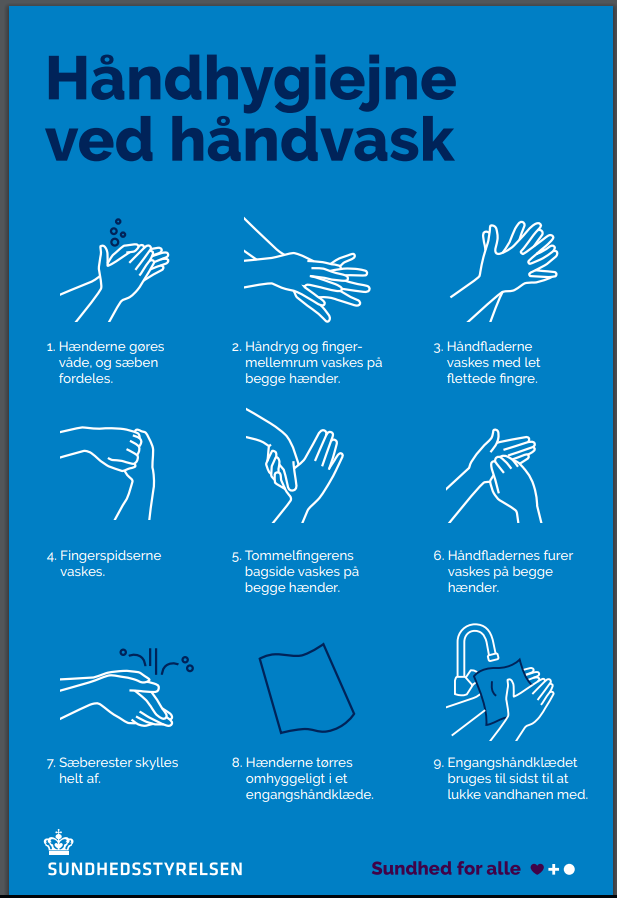 Håndhygiejne
ved håndvask
1. Hænderne gøres
våde, og sæben
fordeles.
2. Håndryg og finger-
mellemrum vaskes på
begge hænder.
3. Håndfladerne
vaskes med let
flettede fingre.
4. Fingerspidserne
vaskes.
5. Tommelfingerens
bagside vaskes på
begge hænder.
6. Håndfladernes furer
vaskes på begge
hænder.
7. Sæberester skylles
helt af.
8. Hænderne tørres
omhyggeligt i et
engangshåndklæde.
9. Engangshåndklædet
bruges til sidst til at
lukke vandhanen med.
SUNDHEDSSTYRELSEN
Sundhed for alle